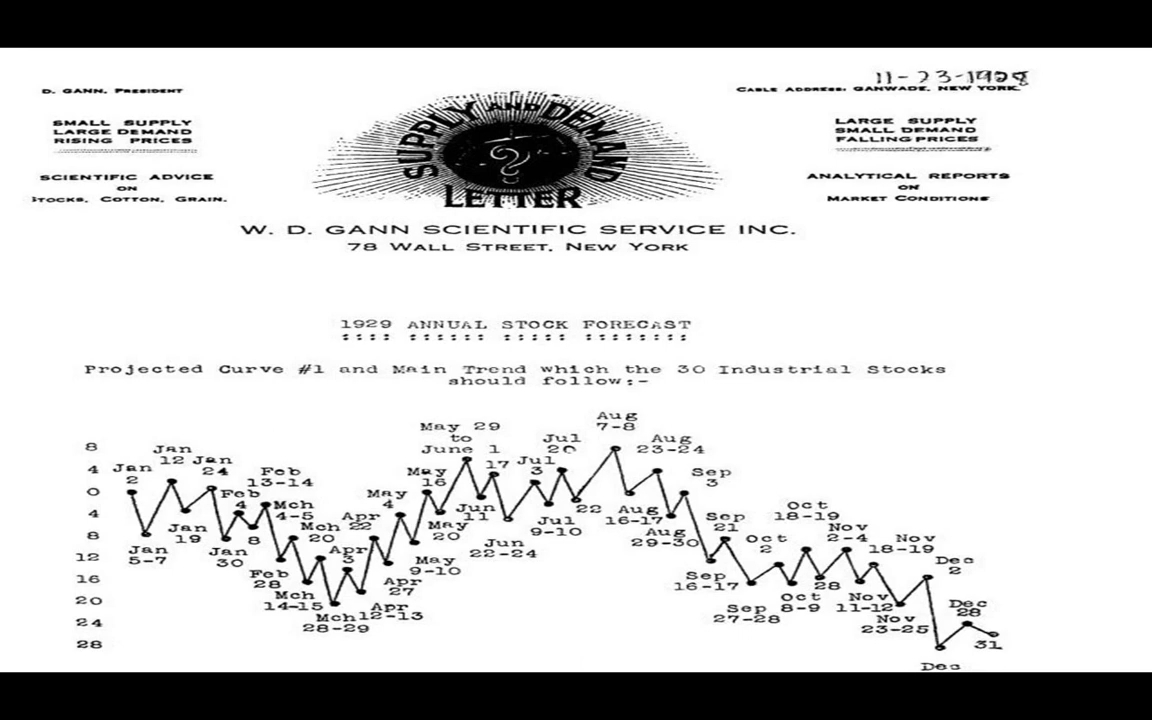 11-23-1928
D. GANN, PRESIDENT
CABLE ADDRESS: GANWADE, NEW YORK.
SMALL SUPPLY
LARGE DEMAND
RISING PRICES
SUPPLY AND DEMAND
LETTER
LARGE SUPPLY
SMALL DEMAND
FALLING PRICES
SCIENTIFIC ADVICE
ON
STOCKS, COTTON, GRAIN.
ANALYTICAL REPORTS
ON
MARKET CONDITIONS
W. D. GANN SCIENTIFIC SERVICE INC.
78 WALL STREET, NEW YORK
1929 ANNUAL STOCK FORECAST
Projected Curve #1 and Main Trend which the 30 Industrial Stocks
should follow:-
8
4
0
4
8
12
16
20
24
28
Jan
2
Jan
5-7
Jan
12
Jan
19
Jan
24
Jan
30
Feb
4
8
Feb
13-14
Feb
28
Mch
4-5
Mch
14-15
Mch
20
Mch
28-29
Apr
3
Apr
12-13
Apr
22
Apr
27
May
4
May
9-10
May
16
May
20
May 29
to
June 1
Jun
11
17
Jun
22-24
Jul
3
Jul
9-10
Jul
20
22
Aug
7-8
Aug
16-17
Aug
23-24
Aug
29-30
Sep
3
Sep
16-17
Sep
21
Sep
27-28
Oct
2
Oct
8-9
Oct
18-19
28
Nov
2-4
Nov
11-12
Nov
18-19
Nov
23-25
Dec
2
Dec
Dec
28
31